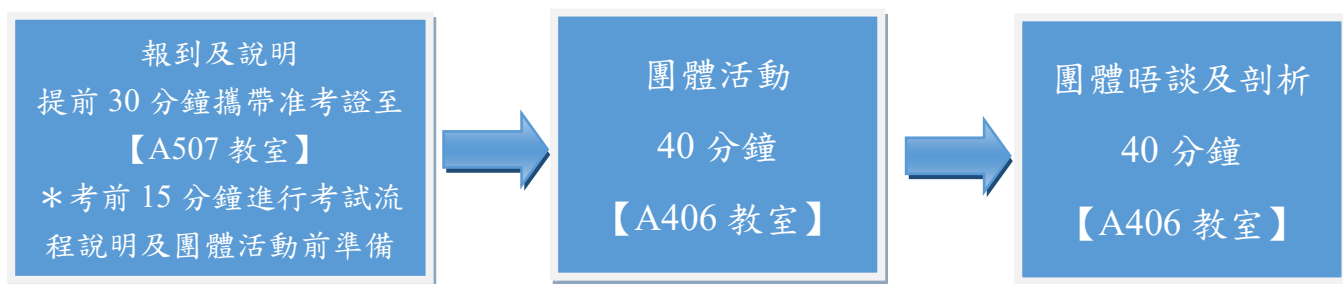 報到及說明
提前 30 分鐘攜帶准考證至
【A507 教室】
＊考前 15 分鐘進行考試流
程說明及團體活動前準備
團體活動
40 分鐘
【A406 教室】
團體晤談及剖析
40 分鐘
【A406 教室】